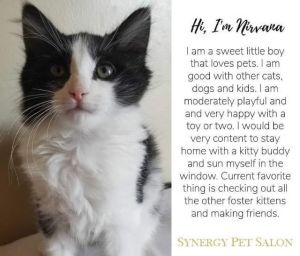 Hi, I'm Nirvana
I am a sweet little boy
that loves pets. I am
good with other cats,
dogs and kids. I am
moderately playful and
and very happy with a
toy or two. I would be
very content to stay
home with a kitty buddy
and sun myself in the
window. Current favorite
thing is checking out all
the other foster kittens
and making friends.
SYNERGY PET SALON